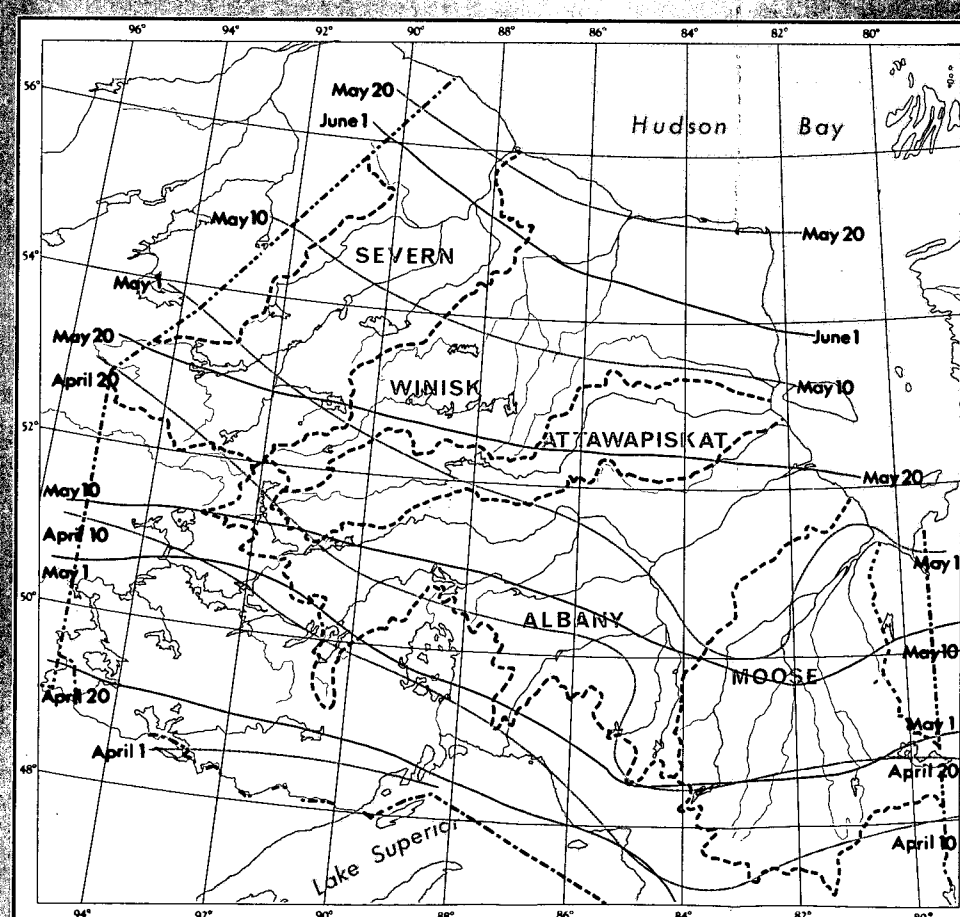 96° 94° 92° 90° 88° 86° 84° 82° 80°
56°
May 20
June 1
Hudson Bay
May 10
May 20
SEVERN
54°
May 1
May 20
June 1
April 20
WINISK
May 10
52°
ATTAWAPISKAT
May 20
May 10
April 10
May 1
May 1
50°
ALBANY
May 10
MOOSE
April 20
May 1
April 1
48°
April 20
April 10
Lake Superior
94° 92° 90° 88° 86° 84° 82° 80°